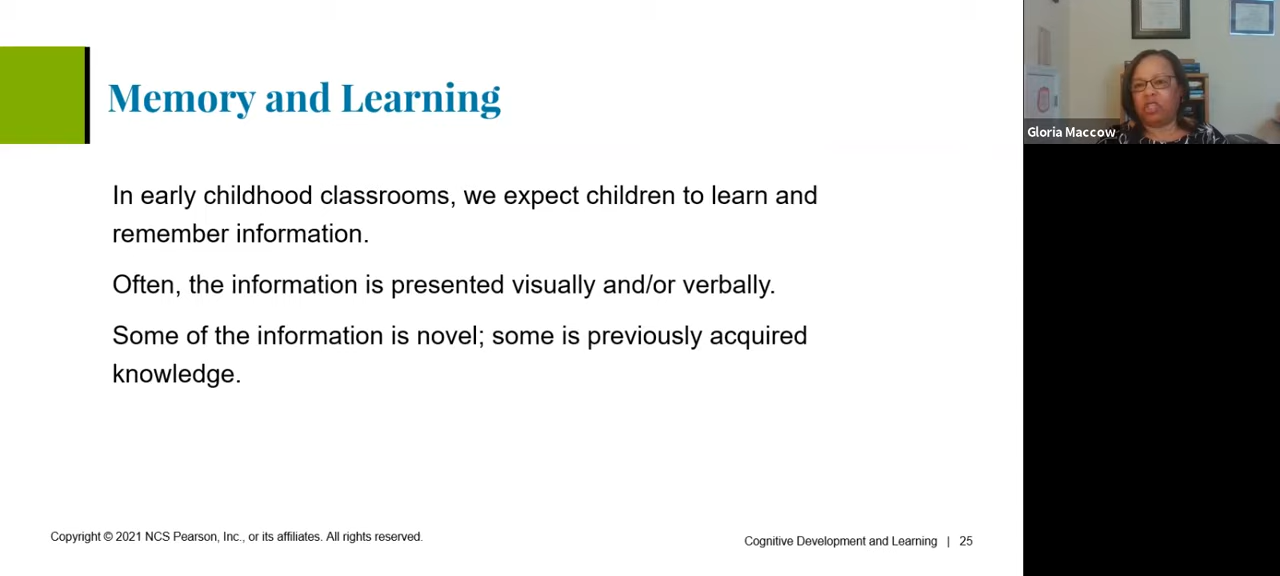 Memory and Learning
In early childhood classrooms, we expect children to learn and
remember information.
Often, the information is presented visually and/or verbally.
Some of the information is novel; some is previously acquired
knowledge.
Copyright © 2021 NCS Pearson, Inc., or its affiliates. All rights reserved.
Cognitive Development and Learning | 25
Gloria Maccow